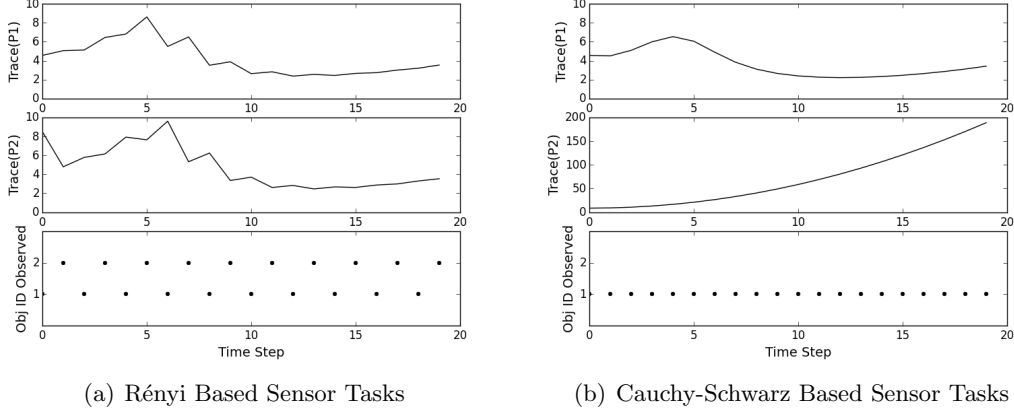 10
8
6
4
2
0
Trace(P1)
0 5 10 15 20
10
8
6
4
2
0
Trace(P2)
0 5 10 15 20
2
1
Obj ID Observed
0 5 10 15 20
Time Step
(a) Rényi Based Sensor Tasks
10
8
6
4
2
0
Trace(P1)
0 5 10 15 20
200
150
100
50
0
Trace(P2)
0 5 10 15 20
2
1
Obj ID Observed
0 5 10 15 20
Time Step
(b) Cauchy-Schwarz Based Sensor Tasks